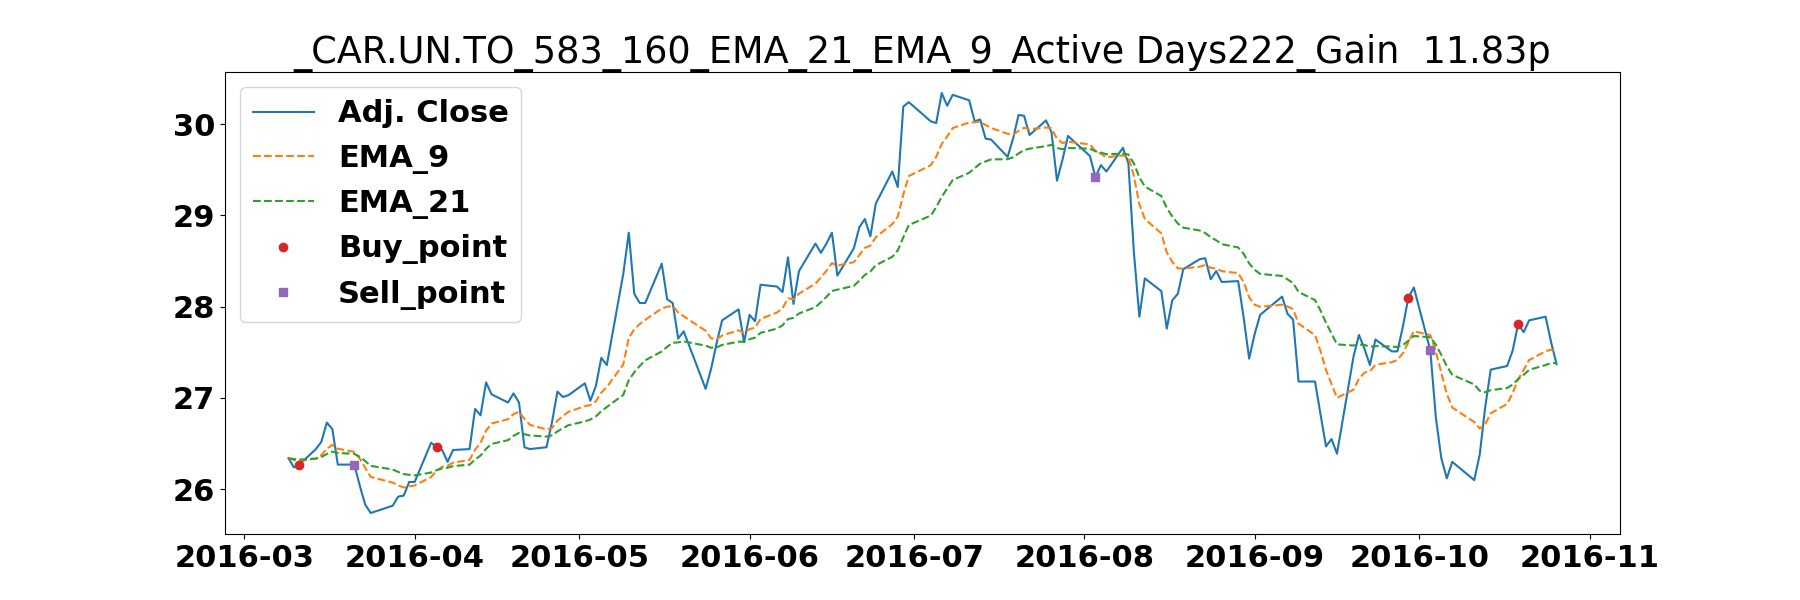 _CAR.UN.TO_583_160_EMA_21_EMA_9_Active Days222_Gain  11.83p
Adj. Close
EMA_9
EMA_21
Buy_point
Sell_point
30
29
28
27
26
2016-03 2016-04 2016-05 2016-06 2016-07 2016-08 2016-09 2016-10 2016-11